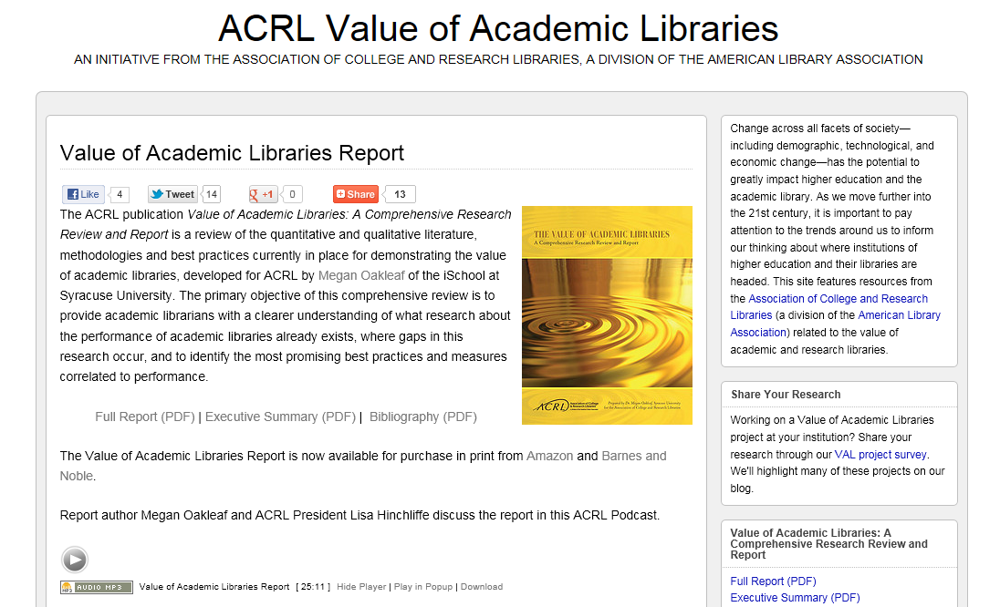 ACRL Value of Academic Libraries
AN INITIATIVE FROM THE ASSOCIATION OF COLLEGE AND RESEARCH LIBRARIES, A DIVISION OF THE AMERICAN LIBRARY ASSOCIATION
Value of Academic Libraries Report
Like 4 Tweet 14 +1 0 Share 13
The ACRL publication Value of Academic Libraries: A Comprehensive Research
Review and Report is a review of the quantitative and qualitative literature,
methodologies and best practices currently in place for demonstrating the value
of academic libraries, developed for ACRL by Megan Oakleaf of the iSchool at
Syracuse University. The primary objective of this comprehensive review is to
provide academic librarians with a clearer understanding of what research about
the performance of academic libraries already exists, where gaps in this
research occur, and to identify the most promising best practices and measures
correlated to performance.
THE VALUE OF ACADEMIC LIBRARIES
A Comprehensive Research Review and Report
ACRL Association of College
& Research Libraries
Prepared by Dr. Megan Oakleaf, Syracuse University
for the Association of College and Research Libraries
Full Report (PDF) | Executive Summary (PDF) | Bibliography (PDF)
The Value of Academic Libraries Report is now available for purchase in print from Amazon and Barnes and
Noble.
Report author Megan Oakleaf and ACRL President Lisa Hinchliffe discuss the report in this ACRL Podcast.
MP3 AUDIO MP3 Value of Academic Libraries Report [ 25:11 ] Hide Player | Play in Popup | Download
Change across all facets of society—
including demographic, technological, and
economic change—has the potential to
greatly impact higher education and the
academic library. As we move further into
the 21st century, it is important to pay
attention to the trends around us to inform
our thinking about where institutions of
higher education and their libraries are
headed. This site features resources from
the Association of College and Research
Libraries (a division of the American Library
Association) related to the value of
academic and research libraries.
Share Your Research
Working on a Value of Academic Libraries
project at your institution? Share your
research through our VAL project survey.
We'll highlight many of these projects on our
blog.
Value of Academic Libraries: A
Comprehensive Research Review and
Report
Full Report (PDF)
Executive Summary (PDF)